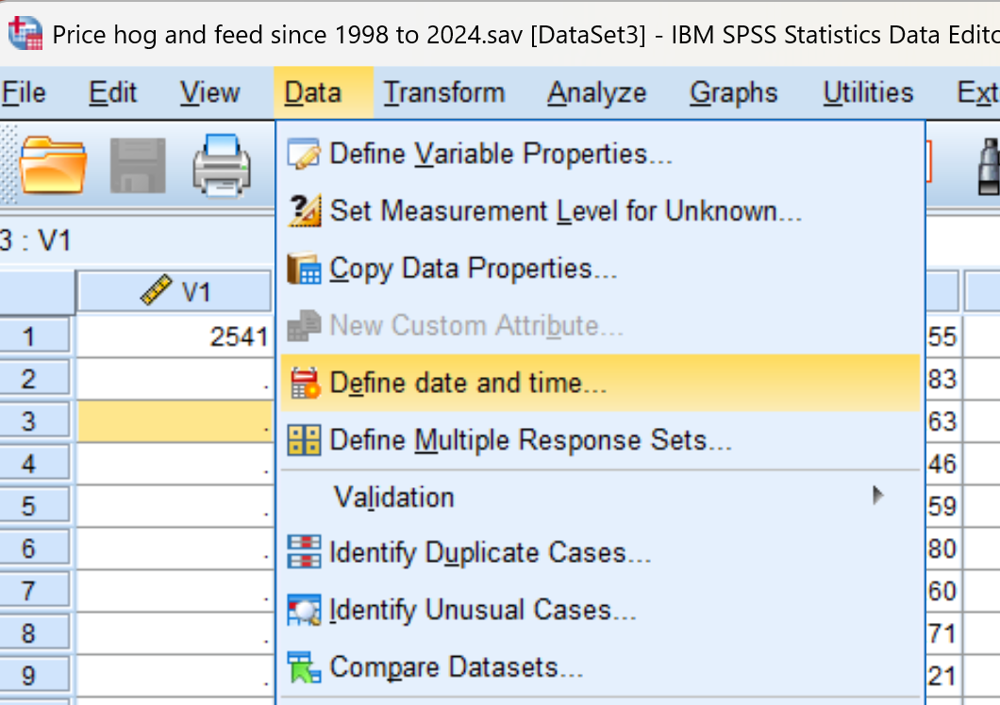 Price hog and feed since 1998 to 2024.sav [DataSet3] - IBM SPSS Statistics Data Edito
File Edit View Data Transform Analyze Graphs Utilities Ext
Define Variable Properties...
Set Measurement Level for Unknown...
3 : V1
Copy Data Properties...
V1
New Custom Attribute...
1 2541 55
Define date and time...
2 . 83
3 . 63
Define Multiple Response Sets...
4 . 46
Validation
5 . 59
6 . 80
Identify Duplicate Cases...
7 . 60
Identify Unusual Cases...
8 . 71
Compare Datasets...
9 . 21